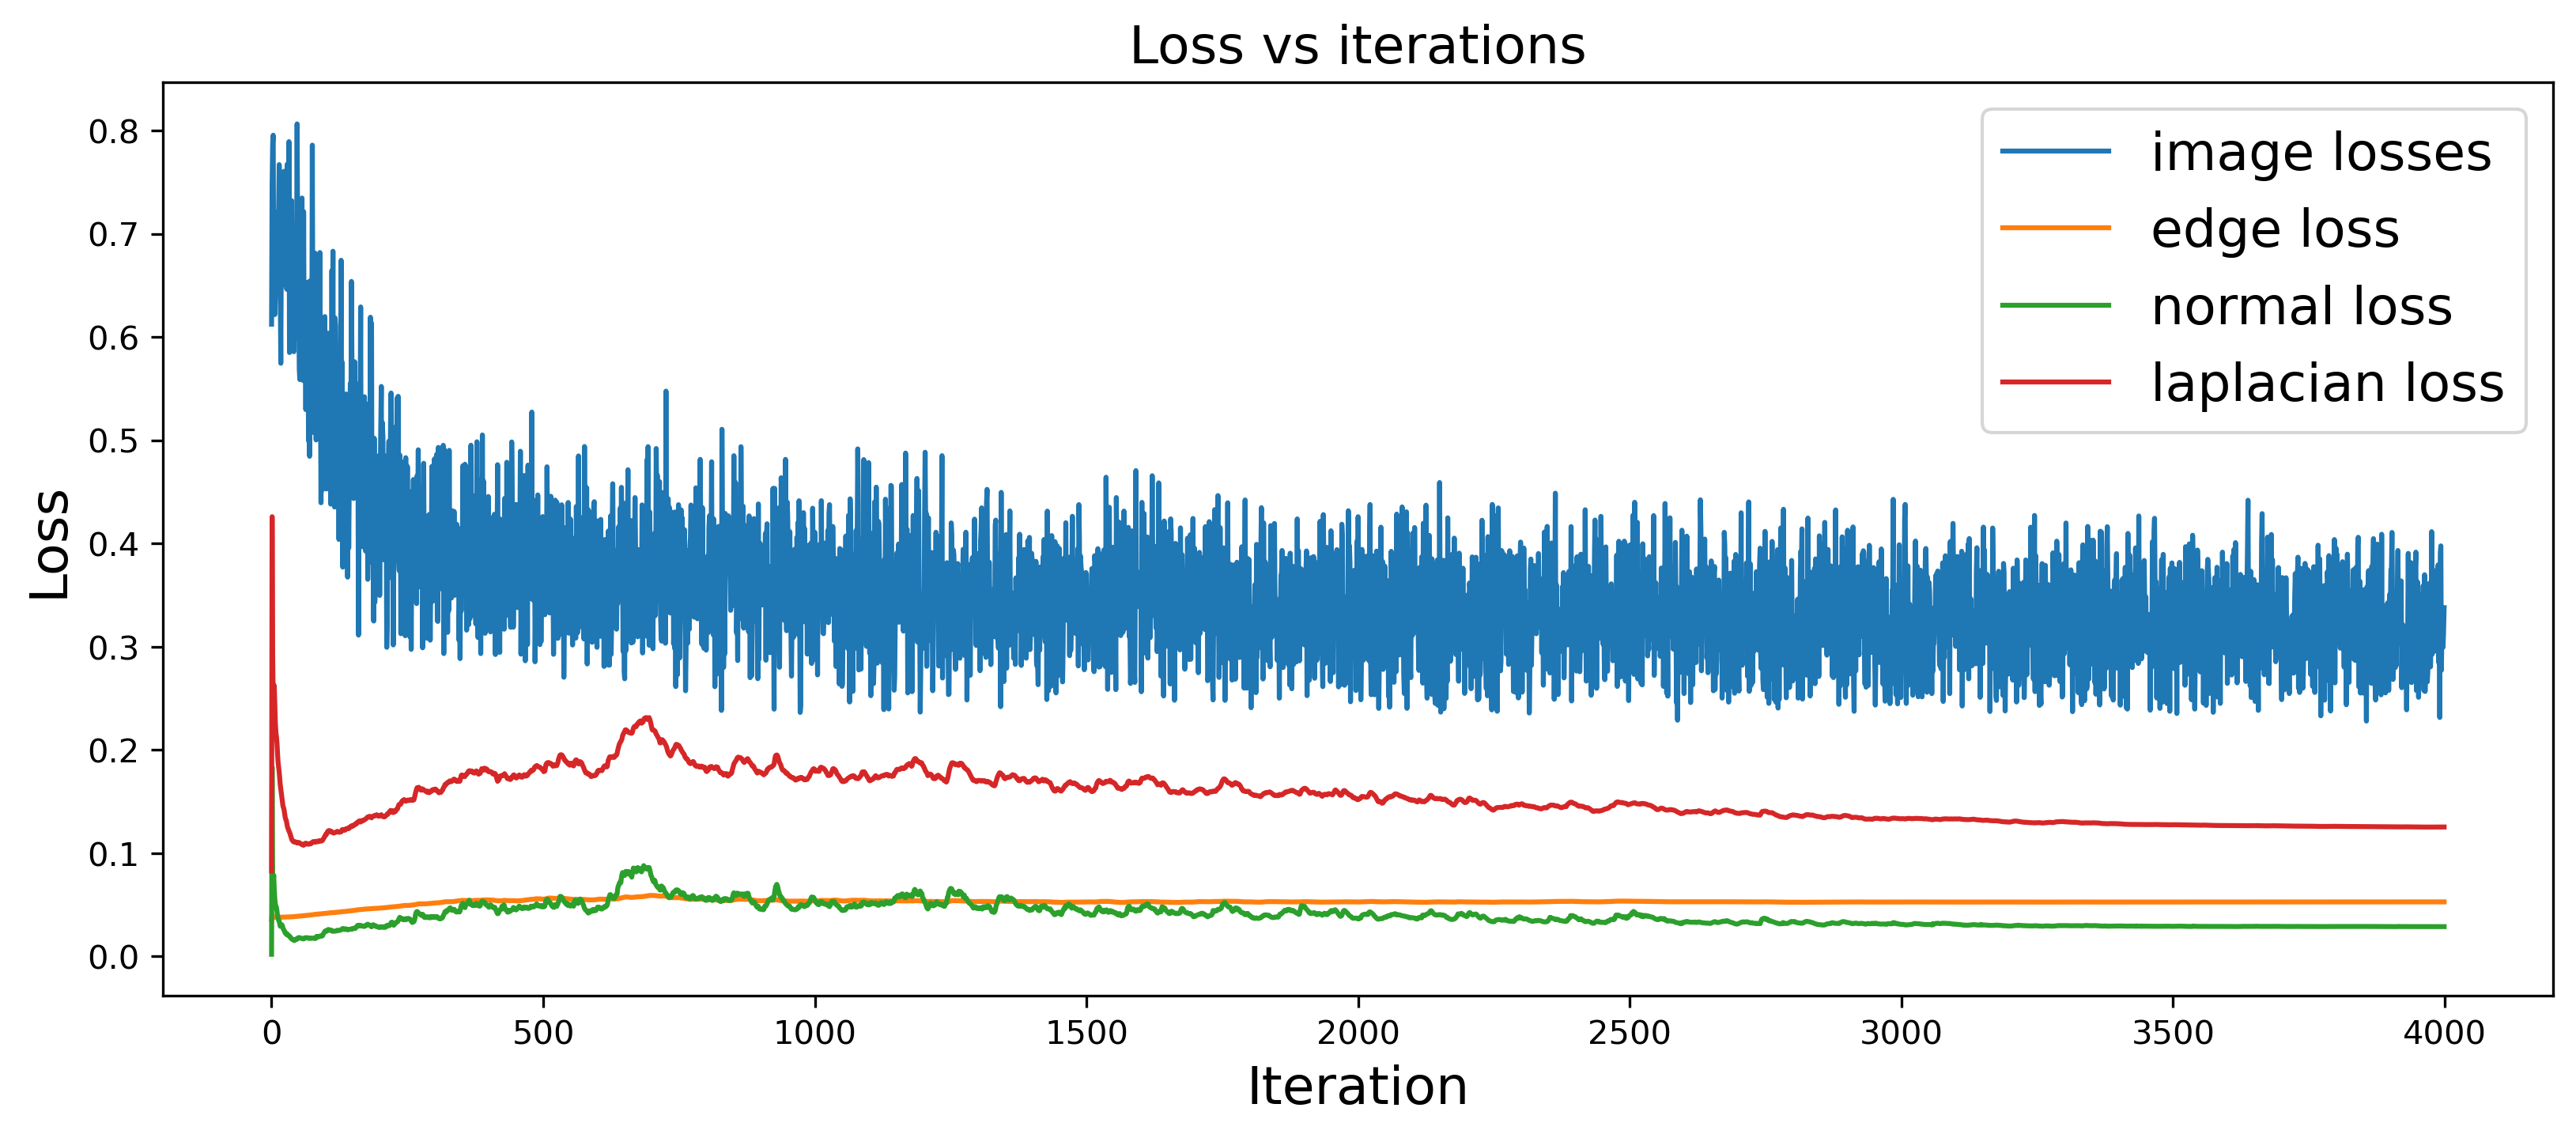 Loss vs iterations
image losses
edge loss
normal loss
laplacian loss
Loss
0.8
0.7
0.6
0.5
0.4
0.3
0.2
0.1
0.0
0 500 1000 1500 2000 2500 3000 3500 4000
Iteration